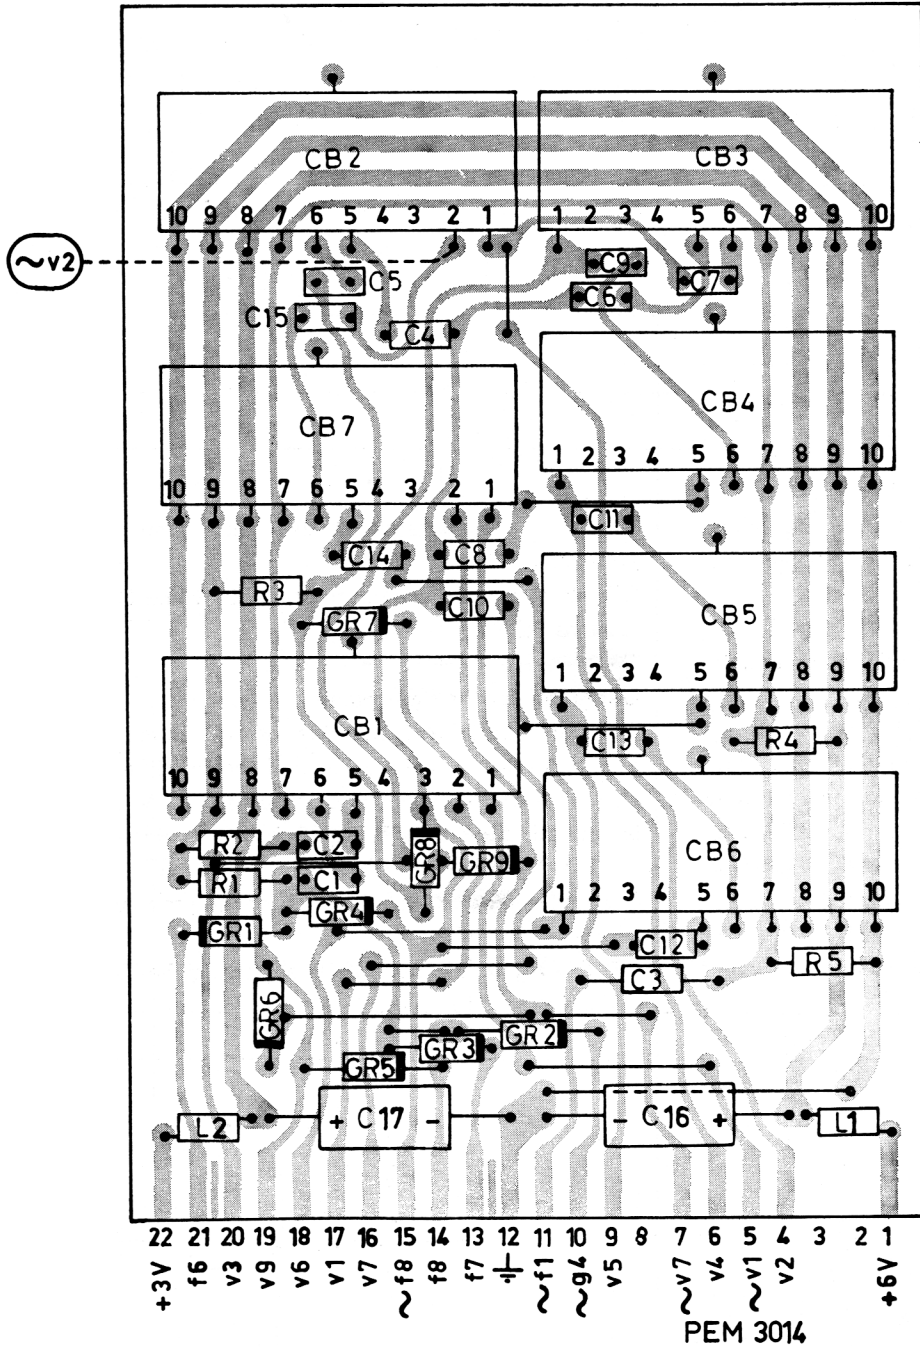 CB2
CB3
10 9 8 7 6 5 4 3 2 1
1 2 3 4 5 6 7 8 9 10
~v2
C9
C5
C7
C6
C15
C4
CB4
CB7
1 2 3 4 5 6 7 8 9 10
10 9 8 7 6 5 4 3 2 1
C11
C14
C8
R3
C10
GR7
CB5
1 2 3 4 5 6 7 8 9 10
CB1
C13
R4
10 9 8 7 6 5 4 3 2 1
R2
C2
GR8
GR9
CB6
R1
C1
1 2 3 4 5 6 7 8 9 10
GR4
GR1
C12
R5
C3
GR6
GR2
GR3
GR5
L2
+ C17 -
- C16 +
L1
22 21 20 19 18 17 16 15 14 13 12 11 10 9 8 7 6 5 4 3 2 1
+3V f6 v3 v9 v6 v1 v7 ~f8 f8 f7 ~f1 ~g4 v5 ~v7 v4 ~v1 v2 +6V
PEM 3014